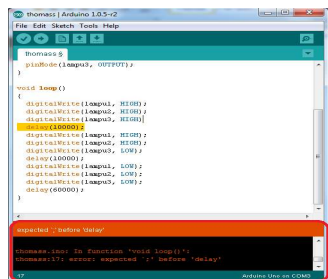 thomass | Arduino 1.0.5-r2
File Edit Sketch Tools Help
thomass §
pinMode(lampu3, OUTPUT);
}
void loop()
{
digitalWrite(lampu1, HIGH);
digitalWrite(lampu2, HIGH);
digitalWrite(lampu3, HIGH)
delay(10000);
digitalWrite(lampu1, HIGH);
digitalWrite(lampu2, HIGH);
digitalWrite(lampu3, LOW);
delay(10000);
digitalWrite(lampu1, LOW);
digitalWrite(lampu2, LOW);
digitalWrite(lampu3, LOW);
delay(60000);
}
expected ';' before 'delay'
thomass.ino: In function 'void loop()':
thomass:17: error: expected ';' before 'delay'
17
Arduino Uno on COM3